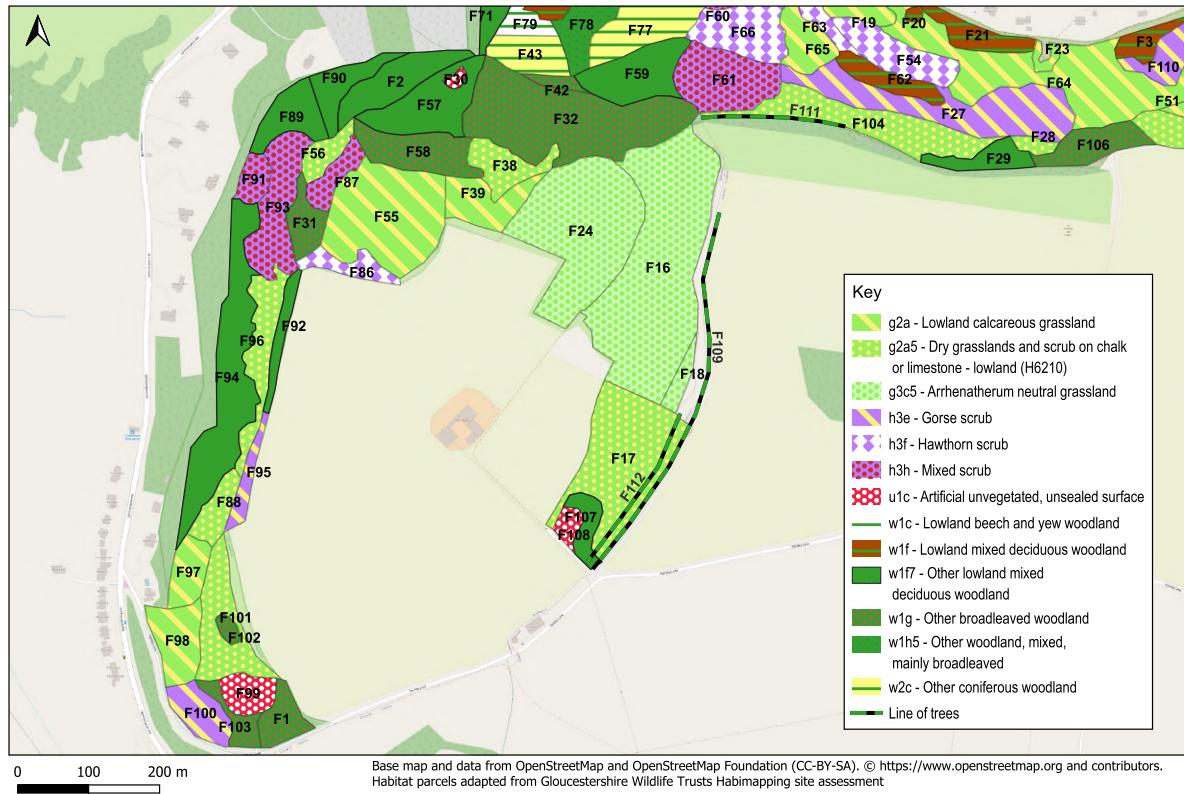 F71
F79
F78
F77
F60
F66
F63
F19
F20
F21
F23
F3
F43
F65
F54
F110
F90
F2
F30
F59
F61
F62
F64
F42
F57
F51
F89
F32
F111
F104
F27
F28
F106
F56
F58
F38
F29
F91
F87
F93
F39
F31
F55
F24
F16
F86
F92
F96
F94
F109
F18
F95
F17
F88
F112
F107
F108
F97
F101
F102
F98
F99
F100
F103
F1
Key
g2a - Lowland calcareous grassland
g2a5 - Dry grasslands and scrub on chalk
or limestone - lowland (H6210)
g3c5 - Arrhenatherum neutral grassland
h3e - Gorse scrub
h3f - Hawthorn scrub
h3h - Mixed scrub
u1c - Artificial unvegetated, unsealed surface
w1c - Lowland beech and yew woodland
w1f - Lowland mixed deciduous woodland
w1f7 - Other lowland mixed
deciduous woodland
w1g - Other broadleaved woodland
w1h5 - Other woodland, mixed,
mainly broadleaved
w2c - Other coniferous woodland
Line of trees
0 100 200 m
Base map and data from OpenStreetMap and OpenStreetMap Foundation (CC-BY-SA). © https://www.openstreetmap.org and contributors.
Habitat parcels adapted from Gloucestershire Wildlife Trusts Habimapping site assessment